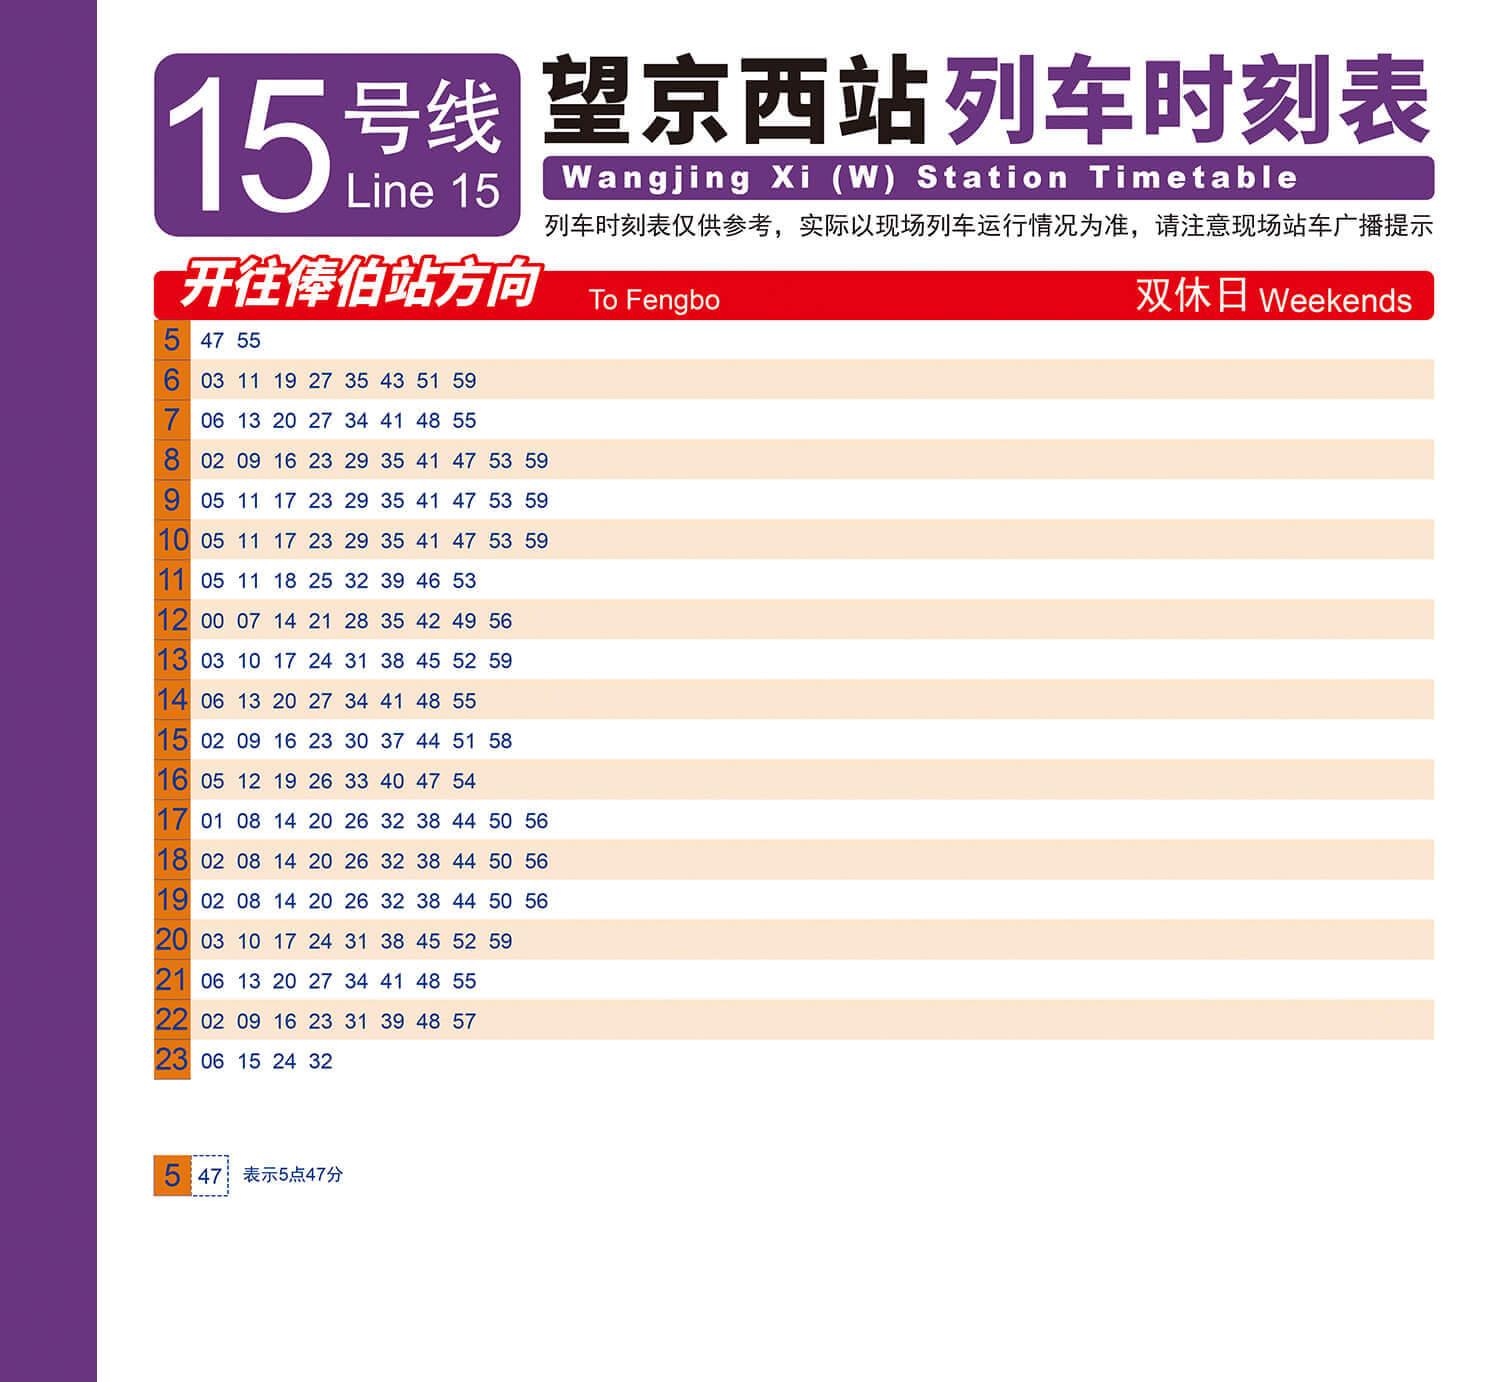 15号线
Line 15
望京西站列车时刻表
Wangjing Xi (W) Station Timetable
列车时刻表仅供参考，实际以现场列车运行情况为准，请注意现场站车广播提示
开往俸伯站方向 To Fengbo 双休日 Weekends
5 47 55
6 03 11 19 27 35 43 51 59
7 06 13 20 27 34 41 48 55
8 02 09 16 23 29 35 41 47 53 59
9 05 11 17 23 29 35 41 47 53 59
10 05 11 17 23 29 35 41 47 53 59
11 05 11 18 25 32 39 46 53
12 00 07 14 21 28 35 42 49 56
13 03 10 17 24 31 38 45 52 59
14 06 13 20 27 34 41 48 55
15 02 09 16 23 30 37 44 51 58
16 05 12 19 26 33 40 47 54
17 01 08 14 20 26 32 38 44 50 56
18 02 08 14 20 26 32 38 44 50 56
19 02 08 14 20 26 32 38 44 50 56
20 03 10 17 24 31 38 45 52 59
21 06 13 20 27 34 41 48 55
22 02 09 16 23 31 39 48 57
23 06 15 24 32
5 47 表示5点47分